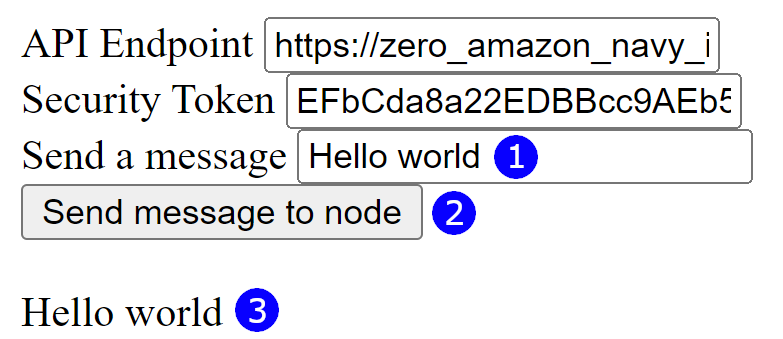 API Endpoint https://zero_amazon_navy_i
Security Token EFbCda8a22EDBBcc9AEb5
Send a message Hello world 1
Send message to node 2
Hello world 3